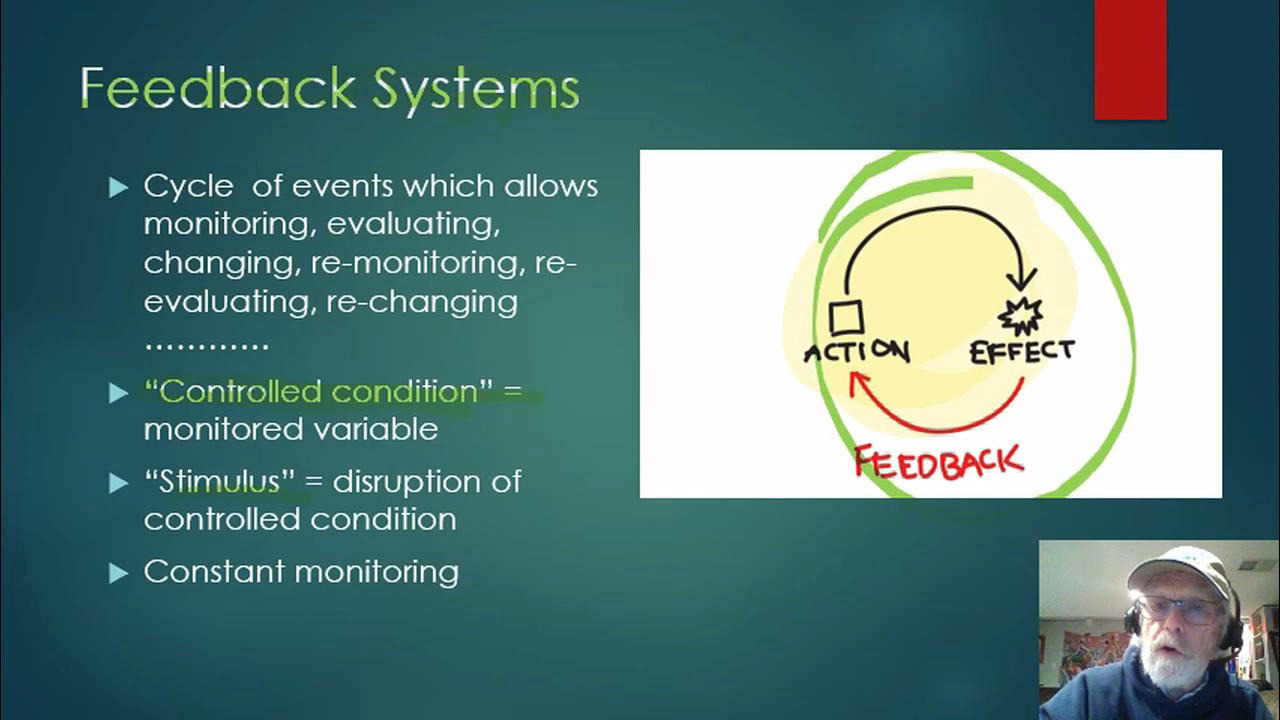 Feedback Systems
Cycle of events which allows
monitoring, evaluating,
changing, re-monitoring, re-
evaluating, re-changing
…………
“Controlled condition” =
monitored variable
“Stimulus” = disruption of
controlled condition
Constant monitoring
ACTION
EFFECT
FEEDBACK